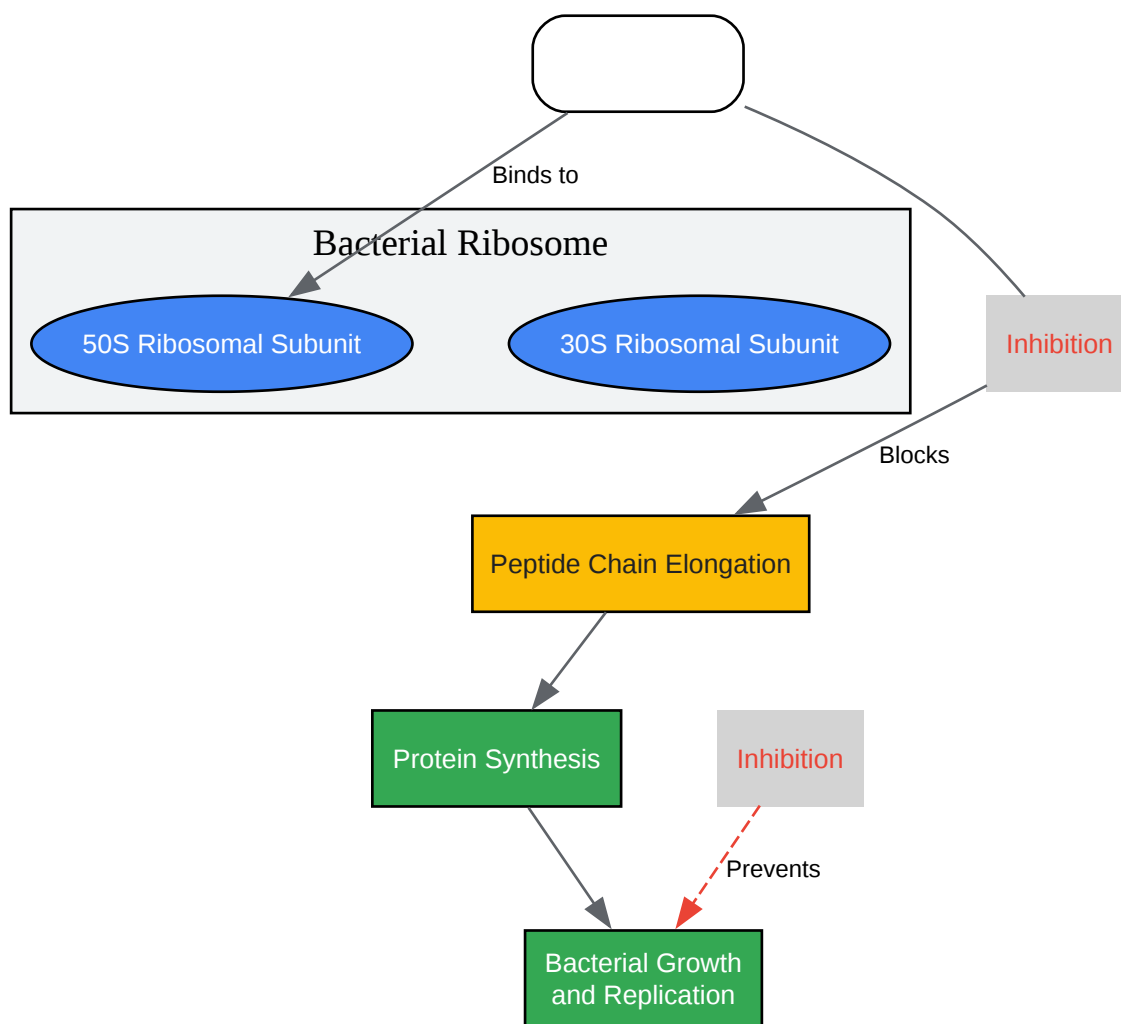 Binds to
Bacterial Ribosome
50S Ribosomal Subunit
30S Ribosomal Subunit
Inhibition
Blocks
Peptide Chain Elongation
Protein Synthesis
Inhibition
Prevents
Bacterial Growth
and Replication